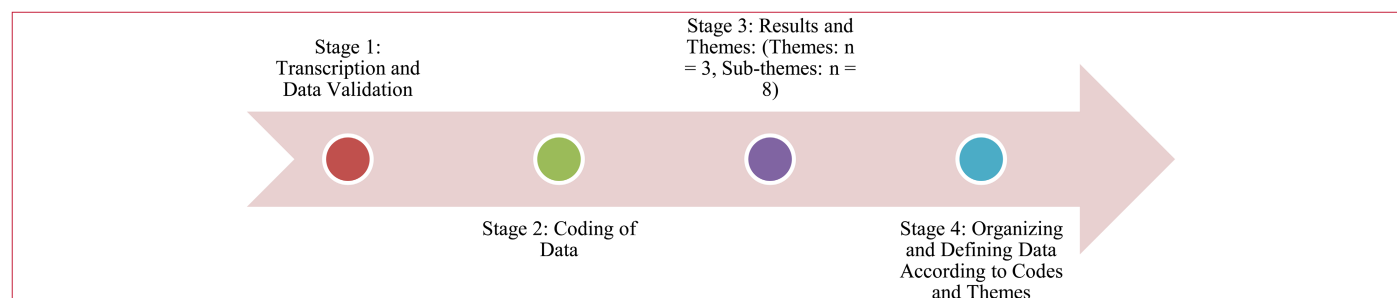 Stage 1:
Transcription and
Data Validation
Stage 2: Coding of
Data
Stage 3: Results and
Themes: (Themes: n
= 3, Sub-themes: n =
8)
Stage 4: Organizing
and Defining Data
According to Codes
and Themes